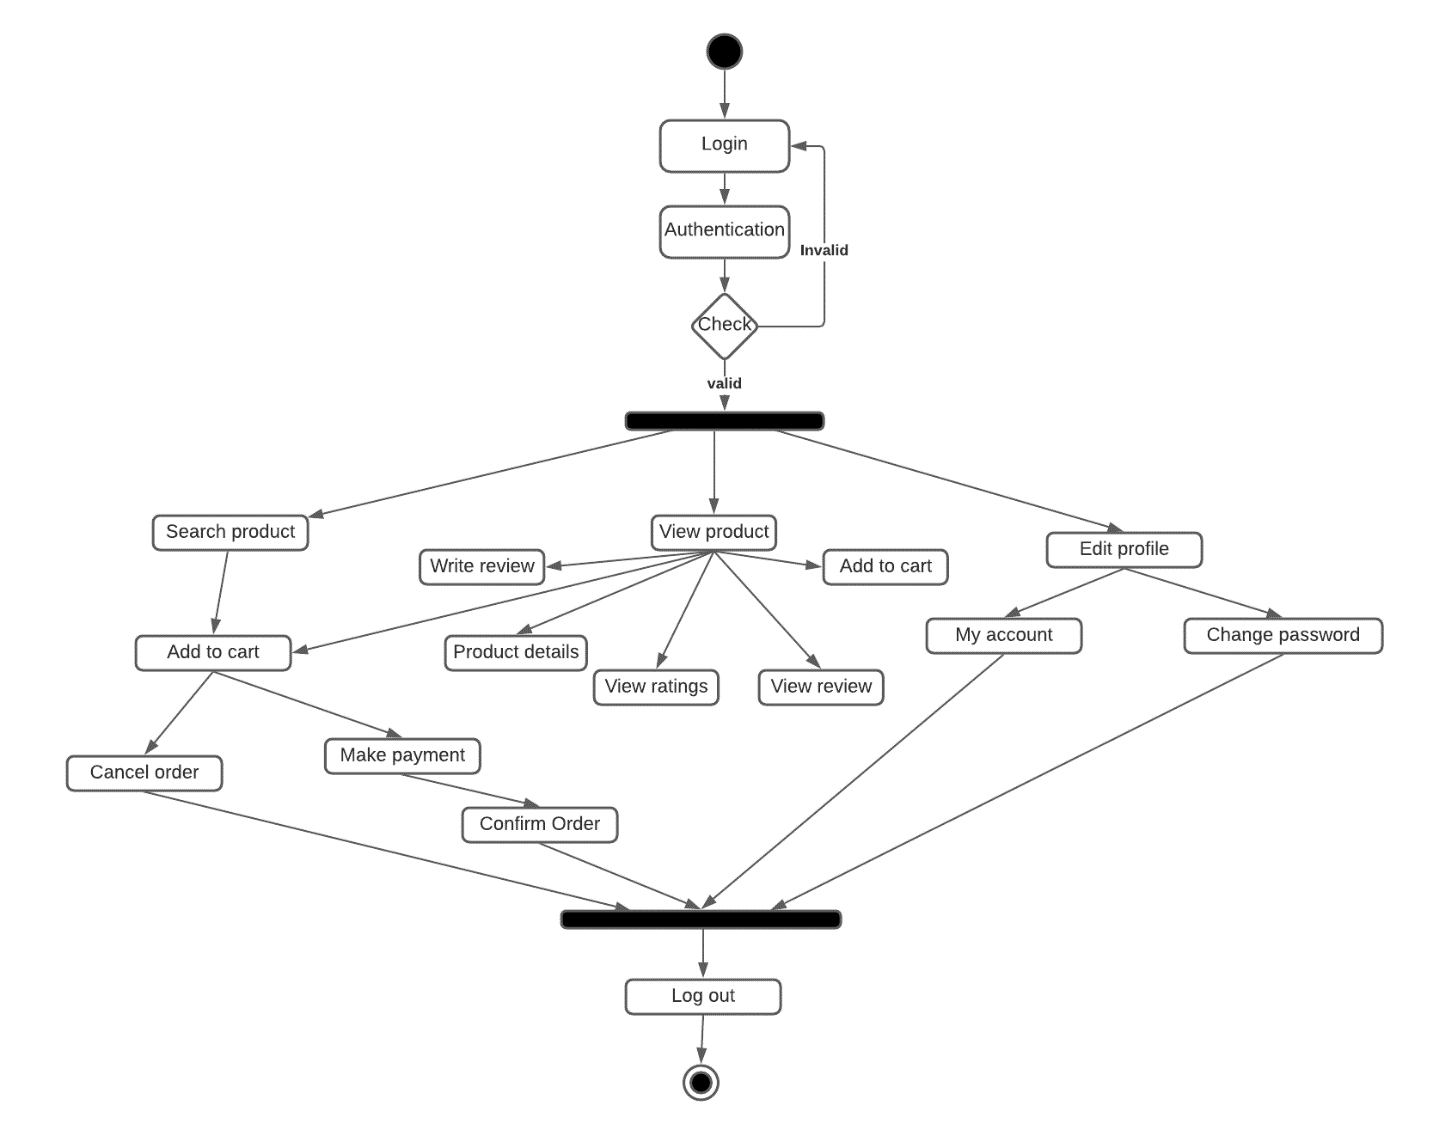 Login
Authentication
Invalid
Check
valid
Search product
View product
Edit profile
Write review
Add to cart
My account
Change password
Add to cart
Product details
View ratings
View review
Make payment
Cancel order
Confirm Order
Log out